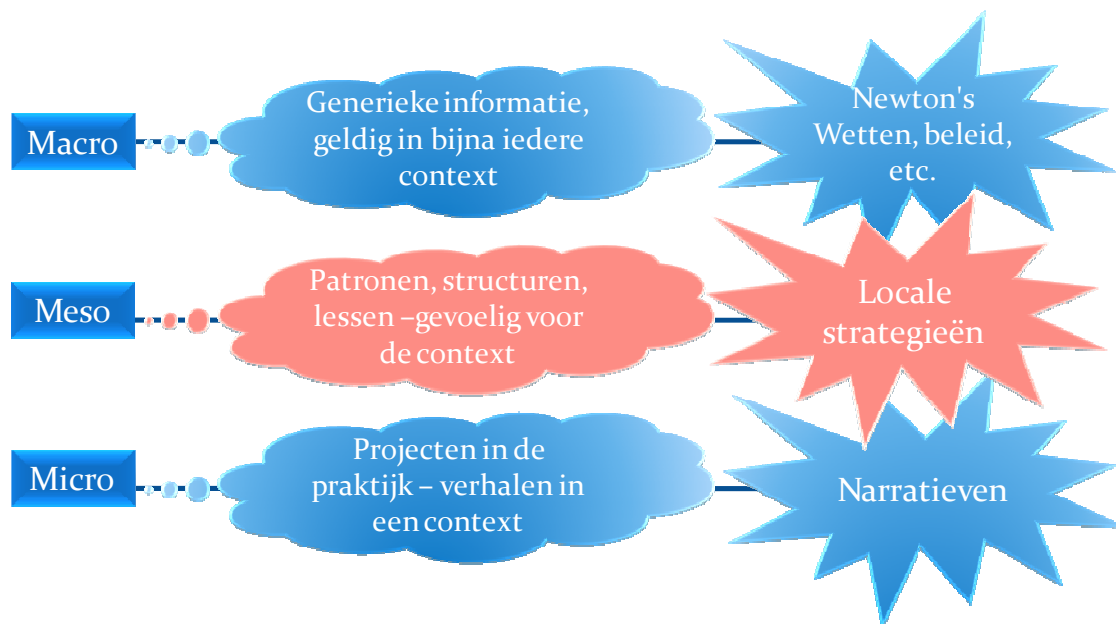 Macro
Generieke informatie,
geldig in bijna iedere
context
Newton's
Wetten, beleid,
etc.
Meso
Patronen, structuren,
lessen –gevoelig voor
de context
Locale
strategieën
Micro
Projecten in de
praktijk – verhalen in
een context
Narratieven